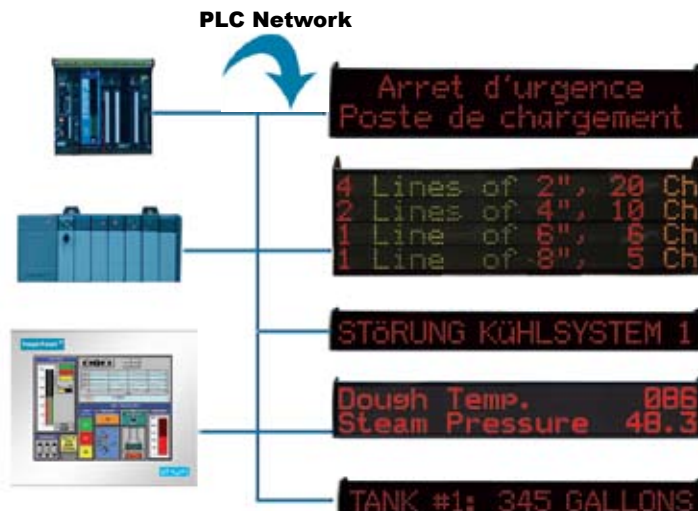 PLC Network
Arret d'urgence
Poste de chargement
4 Lines of 2", 20 Ch
2 Lines of 4", 10 Ch
1 Line of 6", 6 Ch
1 Line of 8", 5 Ch
STöRUNG KüHLSYSTEM 1
Dough Temp. 086
Steam Pressure 48.3
TANK #1: 345 GALLONS